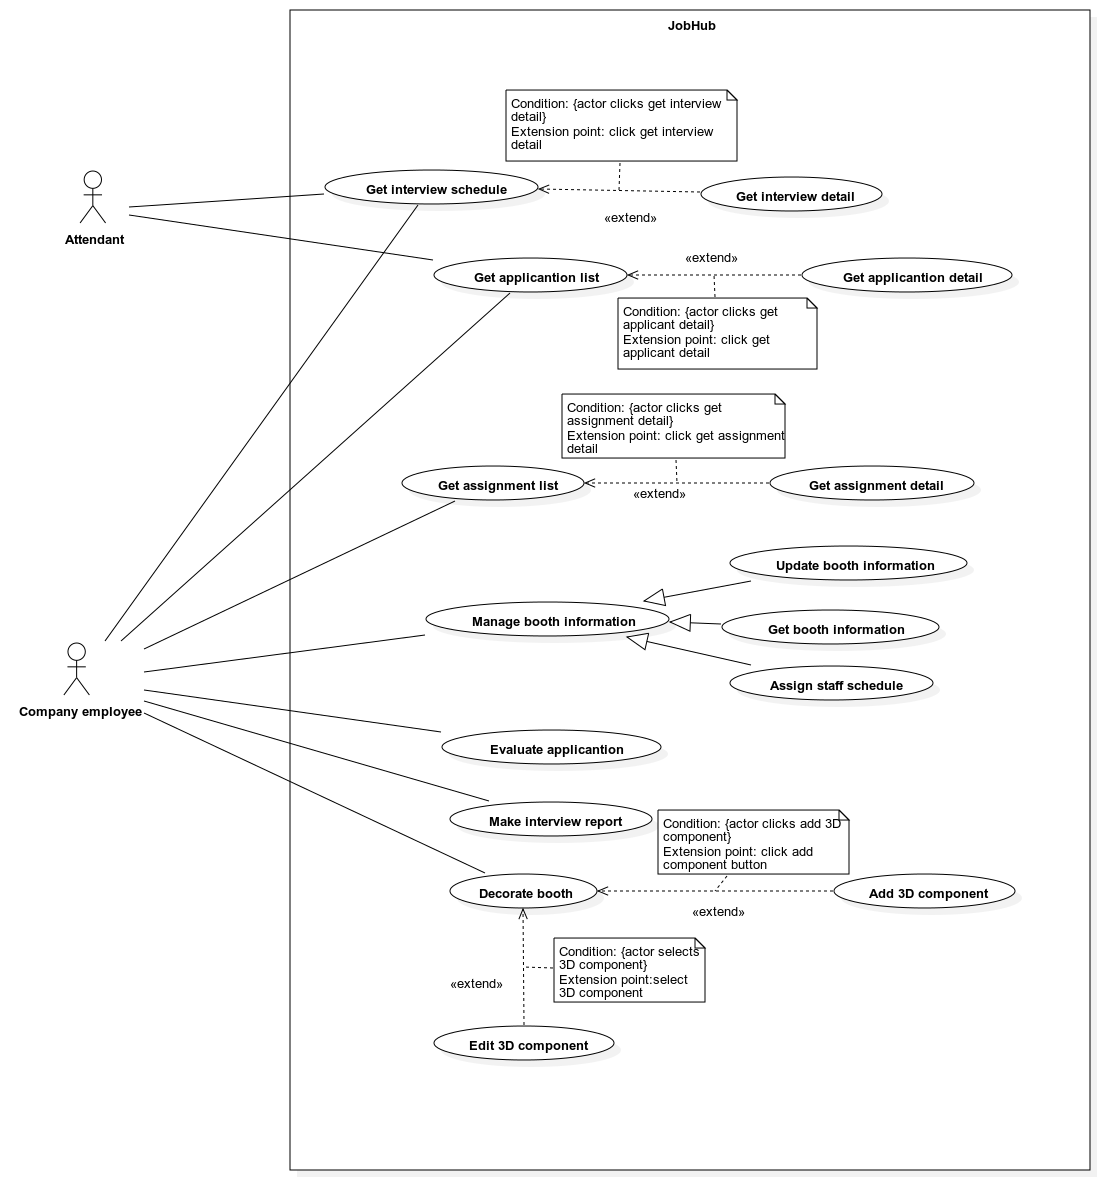 JobHub
Condition: {actor clicks get interview
detail}
Extension point: click get interview
detail
Get interview schedule
Get interview detail
«extend»
Attendant
«extend»
Get applicantion list
Get applicantion detail
Condition: {actor clicks get
applicant detail}
Extension point: click get
applicant detail
Condition: {actor clicks get
assignment detail}
Extension point: click get assignment
detail
Get assignment list
Get assignment detail
«extend»
Update booth information
Manage booth information
Get booth information
Assign staff schedule
Company employee
Evaluate applicantion
Make interview report
Condition: {actor clicks add 3D
component}
Extension point: click add
component button
Decorate booth
Add 3D component
«extend»
Condition: {actor selects
3D component}
Extension point:select
3D component
«extend»
Edit 3D component